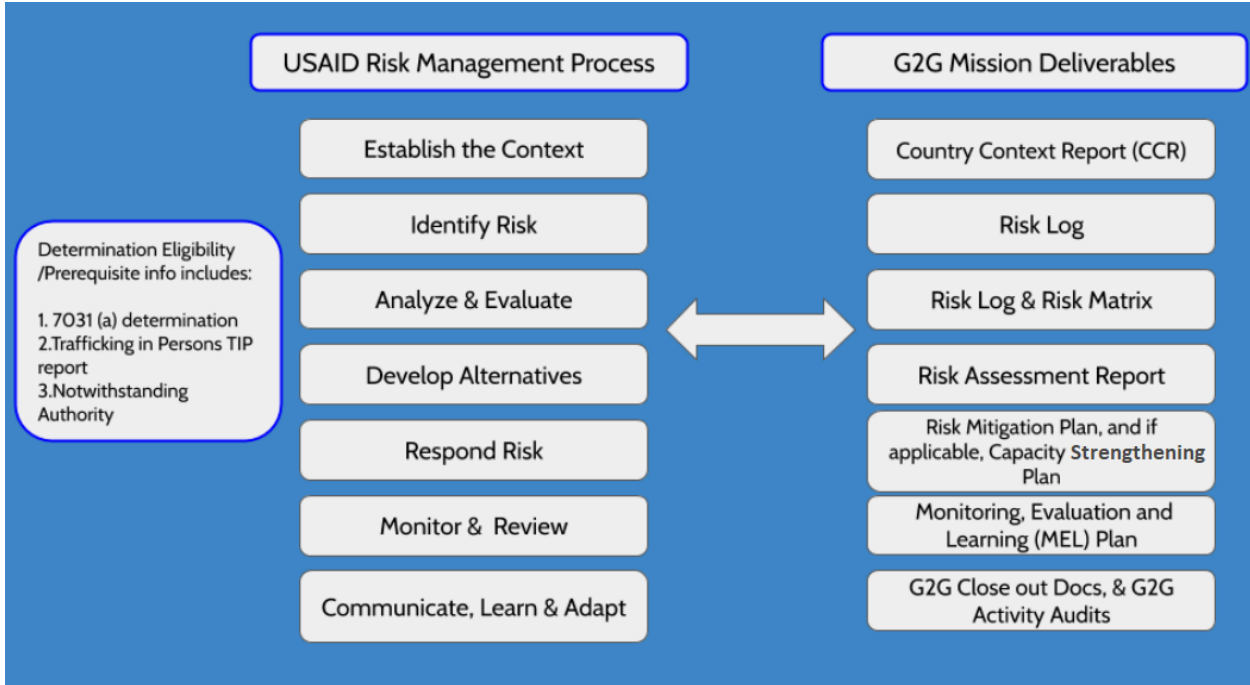 USAID Risk Management Process
G2G Mission Deliverables
Determination Eligibility
/Prerequisite info includes:
1. 7031 (a) determination
2.Trafficking in Persons TIP
report
3.Notwithstanding
Authority
Establish the Context
Identify Risk
Analyze & Evaluate
Develop Alternatives
Respond Risk
Monitor & Review
Communicate, Learn & Adapt
Country Context Report (CCR)
Risk Log
Risk Log & Risk Matrix
Risk Assessment Report
Risk Mitigation Plan, and if
applicable, Capacity Strengthening
Plan
Monitoring, Evaluation and
Learning (MEL) Plan
G2G Close out Docs, & G2G
Activity Audits